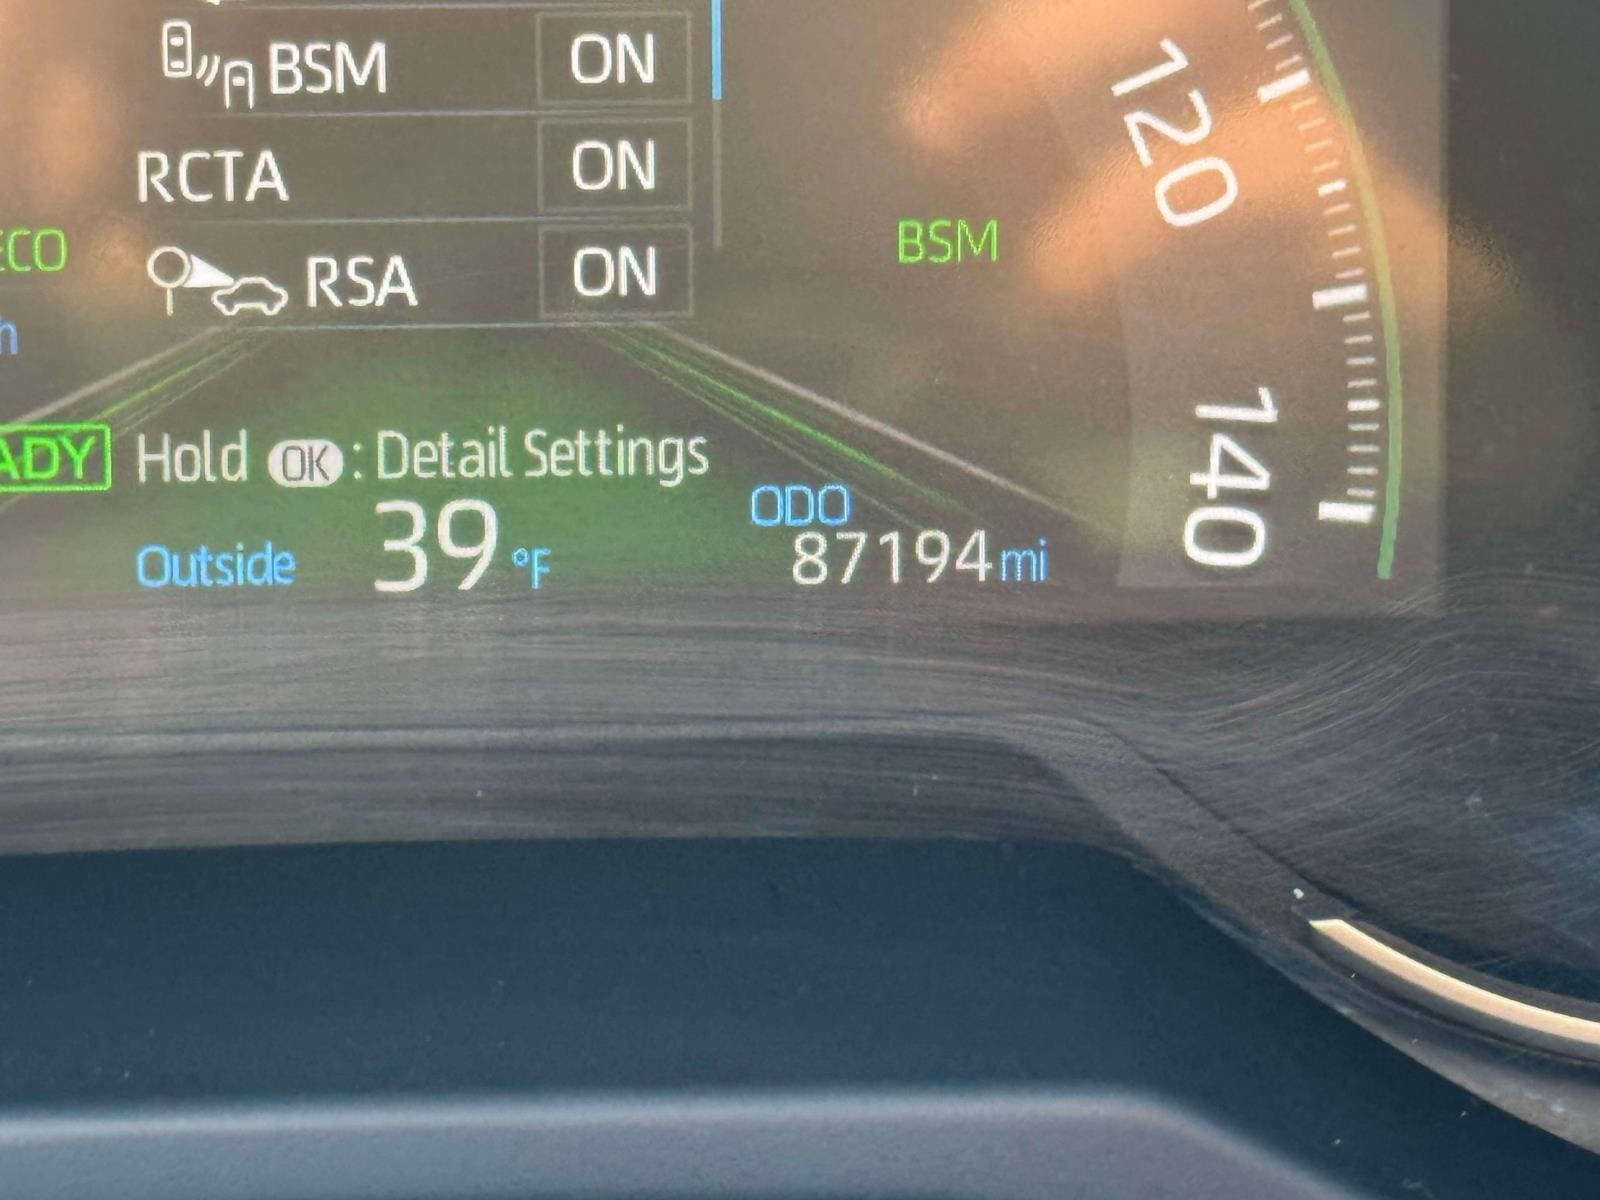 BSM ON
RCTA ON
BSM
ECO
RSA ON
h
ADY
Hold OK : Detail Settings
ODO
Outside 39 °F
87194 mi
120
140